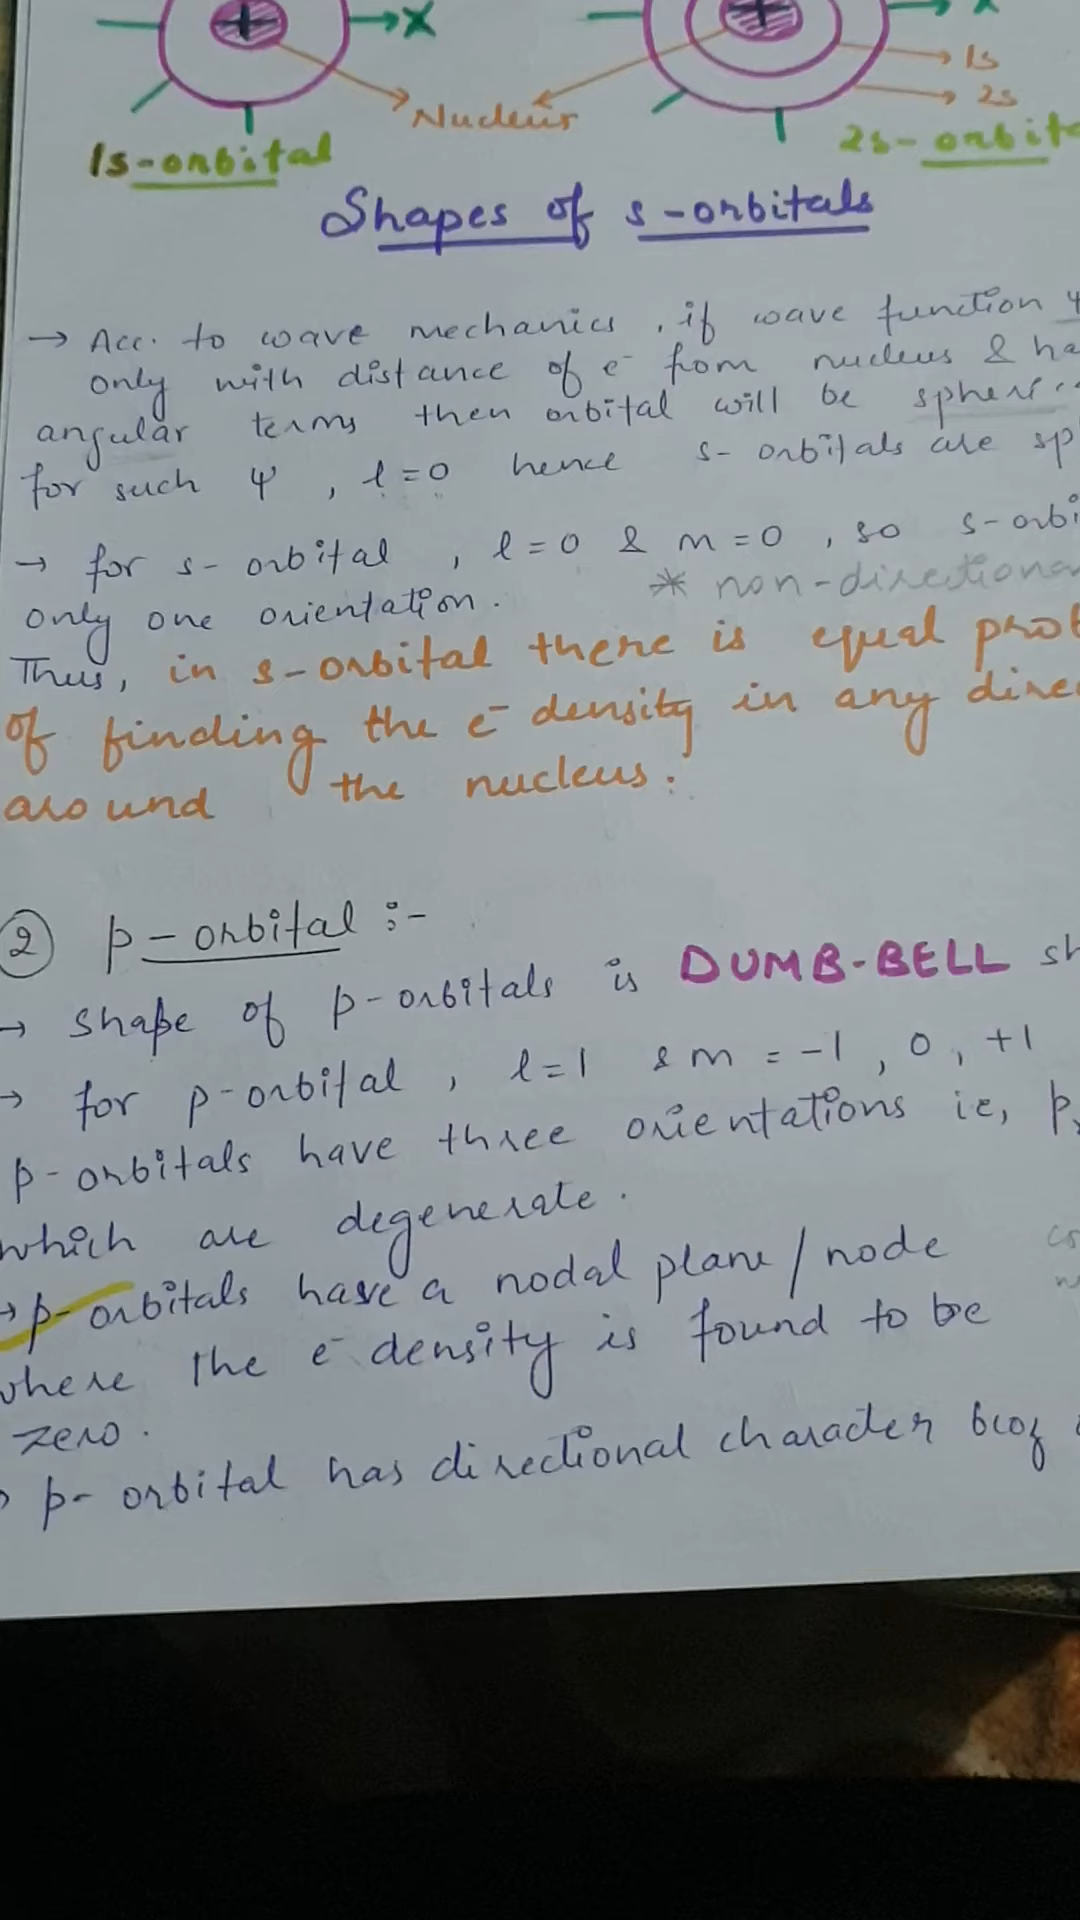 X
X
1s
Nucleus
2s
1s-orbital
2s-orbit
Shapes of s-orbitals
→ Acc. to wave mechanics, if wave function ψ
only with distance of e⁻ from nucleus & ha
angular terms then orbital will be spheri
for such ψ, l=0 hence s-orbitals are sp
→ for s-orbital, l=0 & m=0, so s-orbi
only one orientation. * non-directiona
Thus, in s-orbital there is equal prob
of finding the e⁻ density in any direc
around the nucleus.
② p-orbital :-
→ shape of p-orbitals is DUMB-BELL sh
→ for p-orbital, l=1 & m = -1, 0, +1
p-orbitals have three orientations ie, p
which are degenerate.
→ p-orbitals have a nodal plane/node
where the e⁻ density is found to be
zero.
p-orbital has directional character bcoz